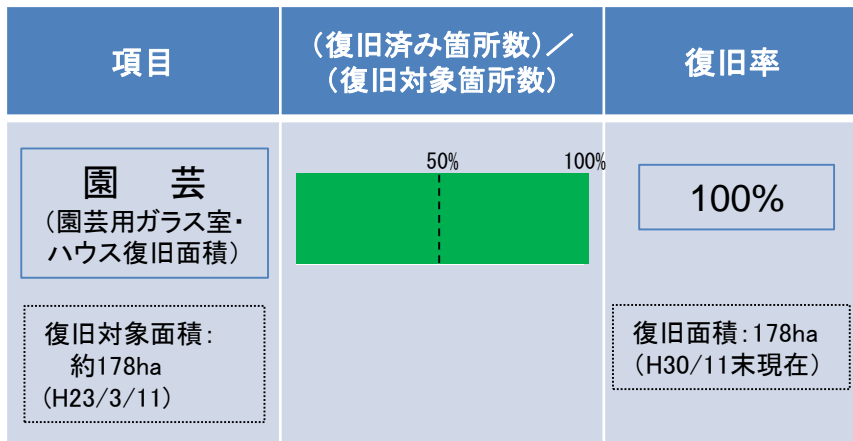 項目
(復旧済み箇所数)/
(復旧対象箇所数)
復旧率
園　芸
(園芸用ガラス室・
ハウス復旧面積)
50%
100%
100%
復旧対象面積:
約178ha
(H23/3/11)
復旧面積:178ha
(H30/11末現在)